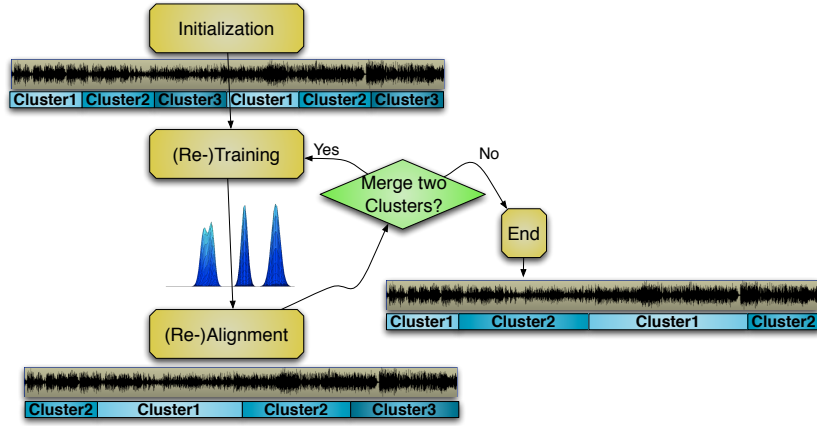 Initialization
Cluster1 Cluster2 Cluster3 Cluster1 Cluster2 Cluster3
(Re-)Training
Yes
No
Merge two
Clusters?
End
Cluster1 Cluster2 Cluster1 Cluster2
(Re-)Alignment
Cluster2 Cluster1 Cluster2 Cluster3